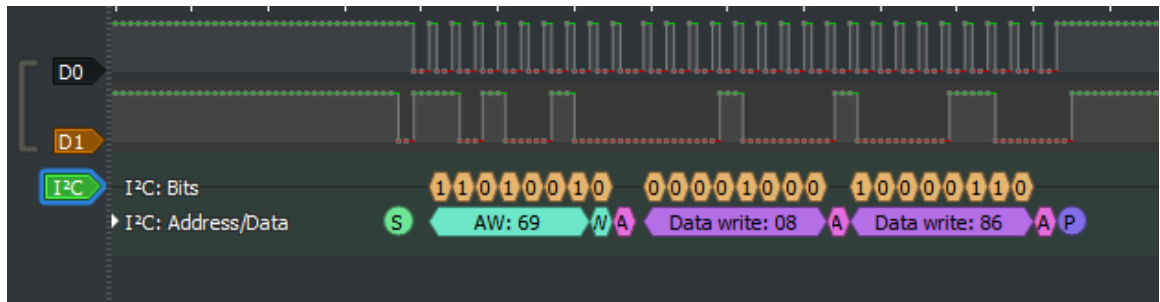 D0
D1
I²C I²C: Bits 1 1 0 1 0 0 1 0 0 0 0 0 1 0 0 0 1 0 0 0 0 1 1 0
I²C: Address/Data S AW: 69 W A Data write: 08 A Data write: 86 A P